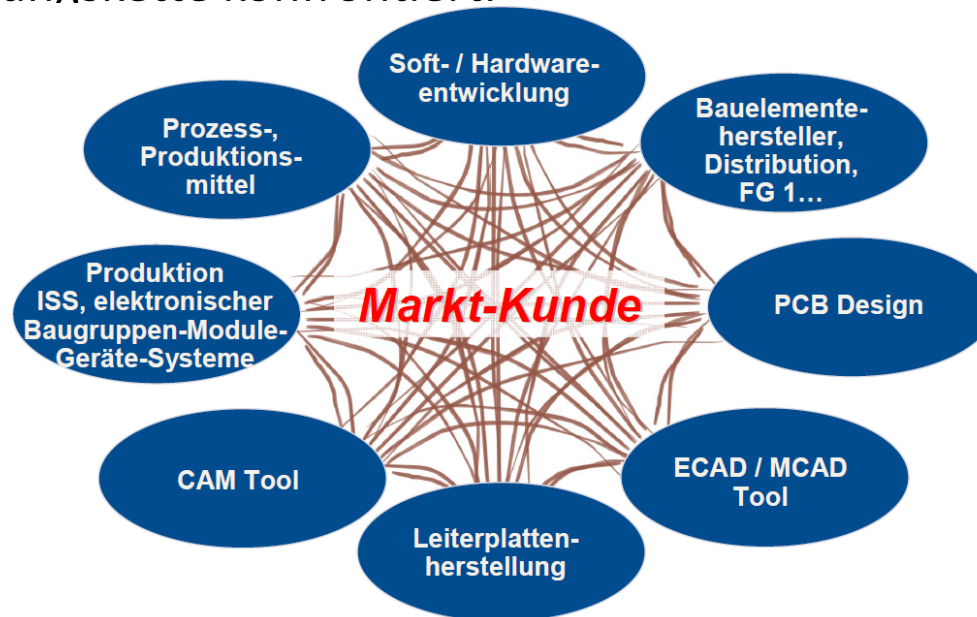 Soft- / Hardware-
entwicklung
Bauelemente-
hersteller,
Distribution,
FG 1...
Prozess-,
Produktions-
mittel
Produktion
ISS, elektronischer
Baugruppen-Module-
Geräte-Systeme
Markt-Kunde
PCB Design
CAM Tool
ECAD / MCAD
Tool
Leiterplatten-
herstellung